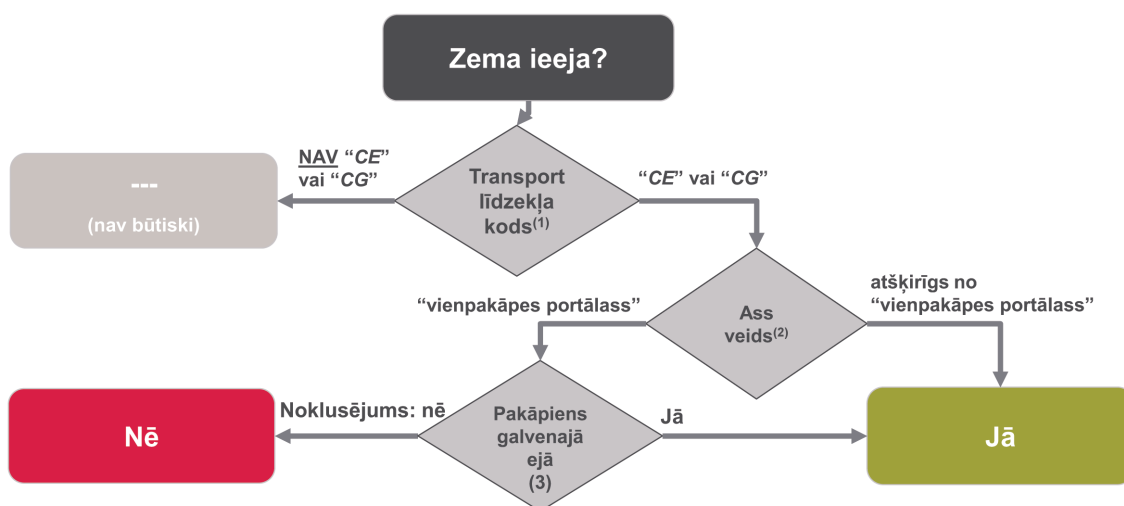 Zema ieeja?
NAV “CE”
vai “CG”
Transport
līdzekļa
kods(1)
“CE” vai “CG”
---
(nav būtiski)
“vienpakāpes portālass”
Ass
veids(2)
atšķirīgs no
“vienpakāpes portālass”
Nē
Noklusējums: nē
Pakāpiens
galvenajā
ejā
(3)
Jā
Jā